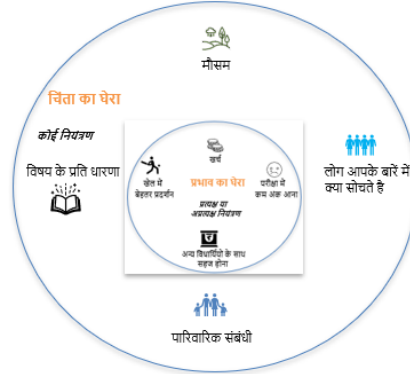 मौसम
चिंता का घेरा
कोई नियंत्रण
विषय के प्रति धारणा
लोग आपके बारें में
क्या सोचते है
खर्च
खेल में
बेहतर प्रदर्शन
प्रभाव का घेरा
परीक्षा में
कम अंक आना
प्रत्यक्ष या
अप्रत्यक्ष नियंत्रण
अन्य विधार्थियो के साथ
सहज होना
पारिवारिक संबंधी